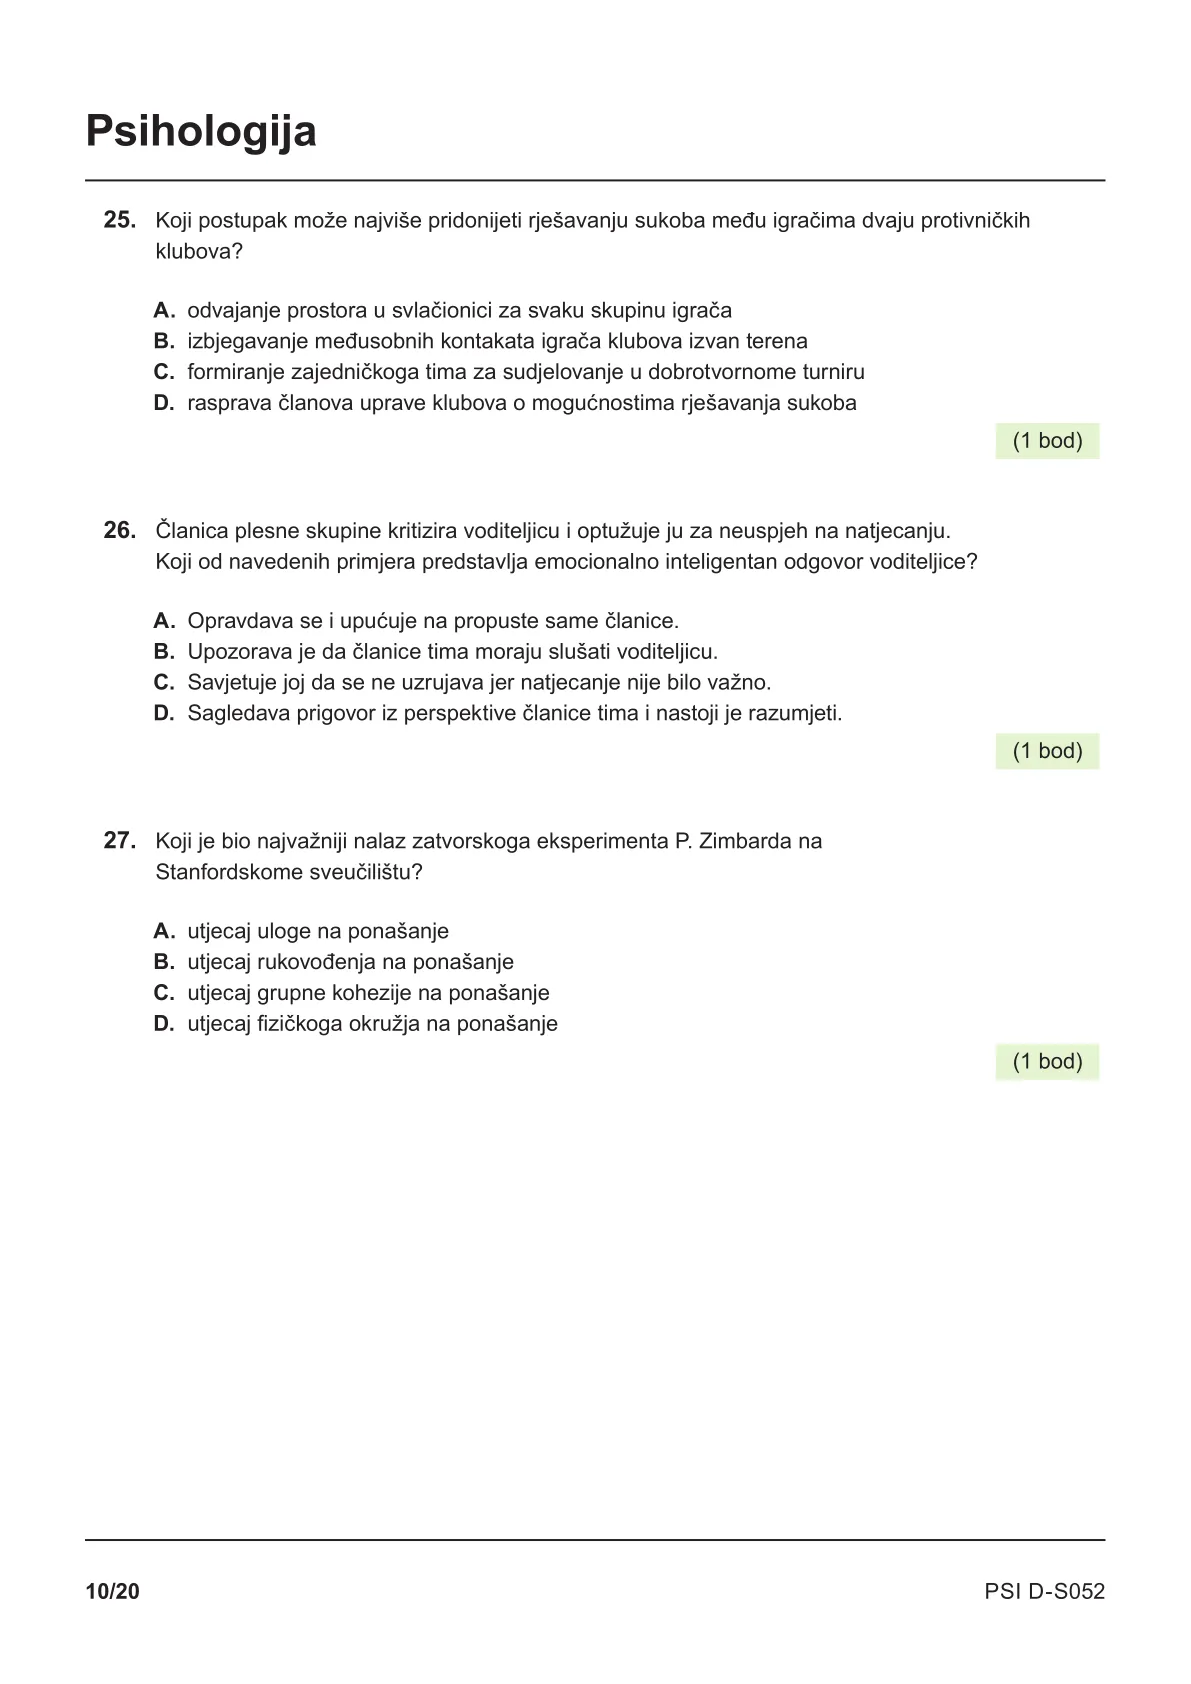 Psihologija
25. Koji postupak može najviše pridonijeti rješavanju sukoba među igračima dvaju protivničkih
klubova?
A. odvajanje prostora u svlačionici za svaku skupinu igrača
B. izbjegavanje međusobnih kontakata igrača klubova izvan terena
C. formiranje zajedničkoga tima za sudjelovanje u dobrotvornome turniru
D. rasprava članova uprave klubova o mogućnostima rješavanja sukoba
(1 bod)
26. Članica plesne skupine kritizira voditeljicu i optužuje ju za neuspjeh na natjecanju.
Koji od navedenih primjera predstavlja emocionalno inteligentan odgovor voditeljice?
A. Opravdava se i upućuje na propuste same članice.
B. Upozorava je da članice tima moraju slušati voditeljicu.
C. Savjetuje joj da se ne uzrujava jer natjecanje nije bilo važno.
D. Sagledava prigovor iz perspektive članice tima i nastoji je razumjeti.
(1 bod)
27. Koji je bio najvažniji nalaz zatvorskoga eksperimenta P. Zimbarda na
Stanfordskome sveučilištu?
A. utjecaj uloge na ponašanje
B. utjecaj rukovođenja na ponašanje
C. utjecaj grupne kohezije na ponašanje
D. utjecaj fizičkoga okružja na ponašanje
(1 bod)
10/20
PSI D-S052